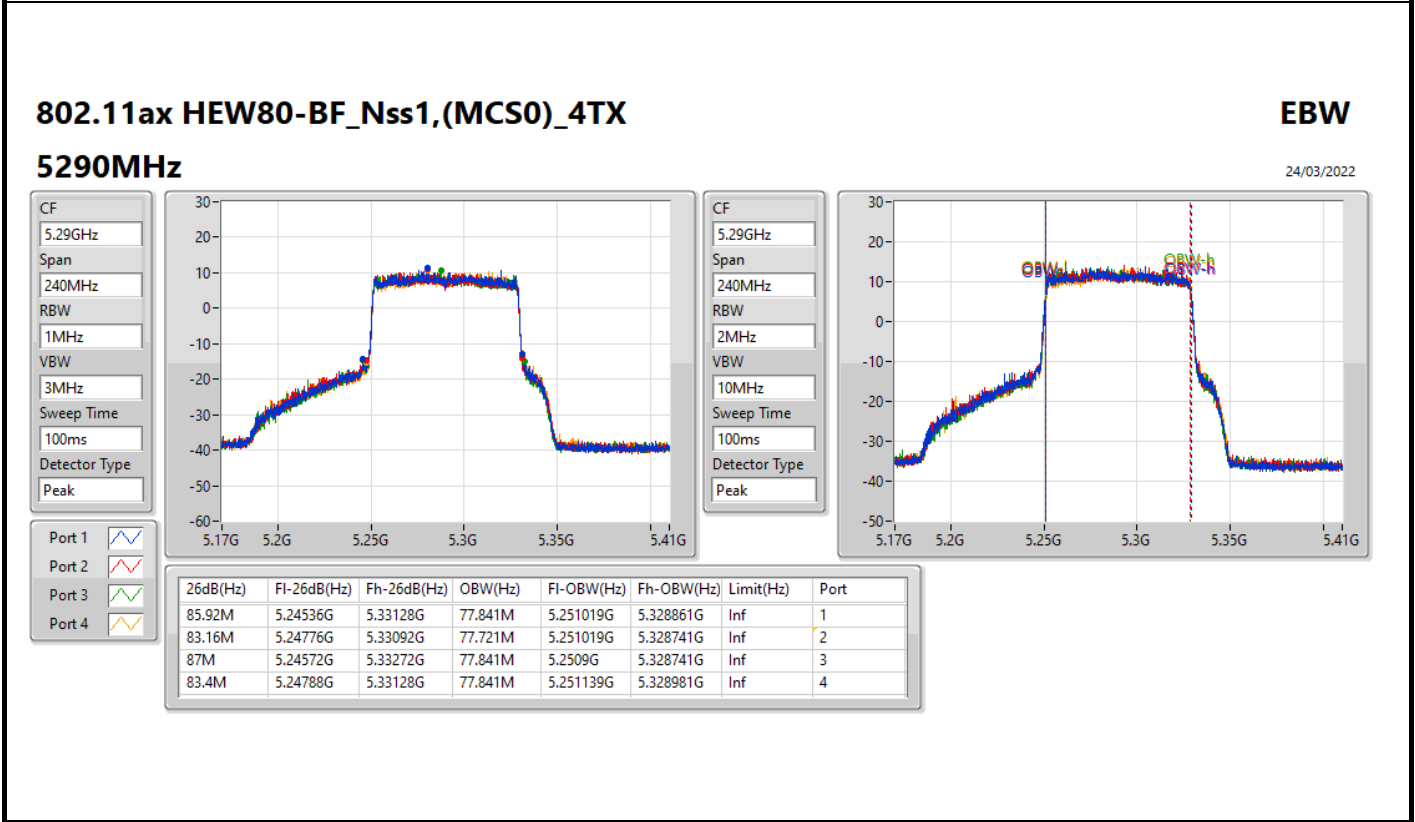 802.11ax HEW80-BF_Nss1,(MCS0)_4TX
EBW
5290MHz
24/03/2022
CF
5.29GHz
Span
240MHz
RBW
1MHz
VBW
3MHz
Sweep Time
100ms
Detector Type
Peak
30
20
10
0
-10
-20
-30
-40
-50
-60
5.17G 5.2G 5.25G 5.3G 5.35G 5.41G
CF
5.29GHz
Span
240MHz
RBW
2MHz
VBW
10MHz
Sweep Time
100ms
Detector Type
Peak
30
20
10
0
-10
-20
-30
-40
-50
OBW-h
OBW-h
5.17G 5.2G 5.25G 5.3G 5.35G 5.41G
Port 1
Port 2
Port 3
Port 4
26dB(Hz) Fl-26dB(Hz) Fh-26dB(Hz) OBW(Hz) Fl-OBW(Hz) Fh-OBW(Hz) Limit(Hz) Port
85.92M 5.24536G 5.33128G 77.841M 5.251019G 5.328861G Inf 1
83.16M 5.24776G 5.33092G 77.721M 5.251019G 5.328741G Inf 2
87M 5.24572G 5.33272G 77.841M 5.2509G 5.328741G Inf 3
83.4M 5.24788G 5.33128G 77.841M 5.251139G 5.328981G Inf 4